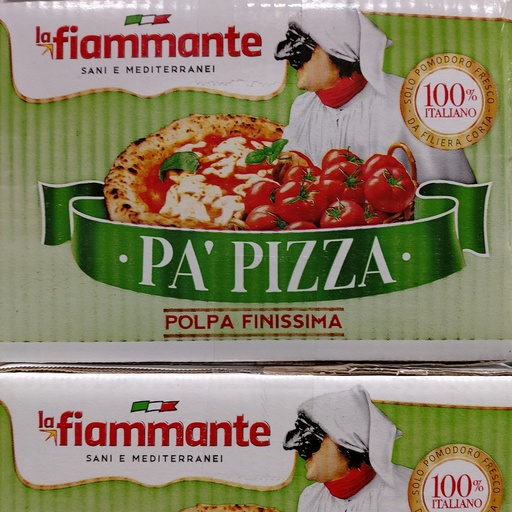 la fiammante
SANI E MEDITERRANEI
SOLO POMODORO FRESCO
100%
ITALIANO
DA FILIERA CORTA
· PA' PIZZA ·
POLPA FINISSIMA
la fiammante
SANI E MEDITERRANEI
SOLO POMODORO FRESCO
100%
ITALIANO